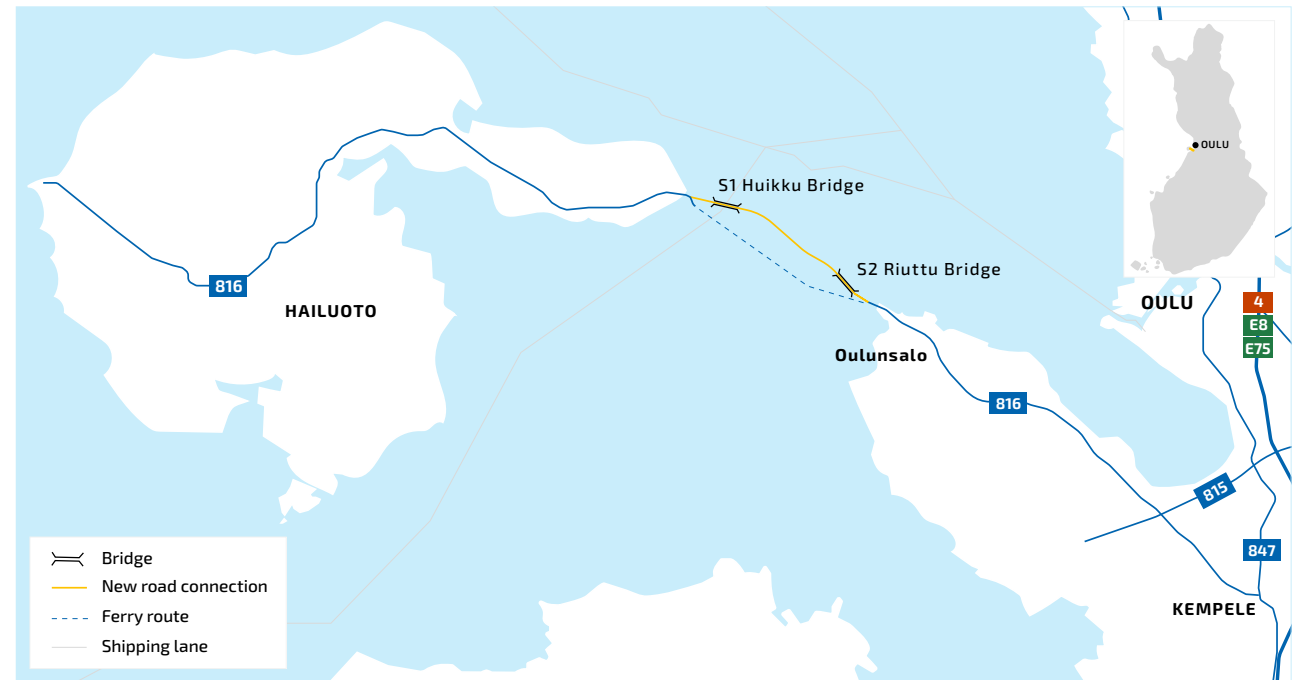 OULU
S1 Huikku Bridge
S2 Riuttu Bridge
816
HAILUOTO
OULU
4
E8
E75
Oulunsalo
816
815
847
KEMPELE
Bridge
New road connection
Ferry route
Shipping lane